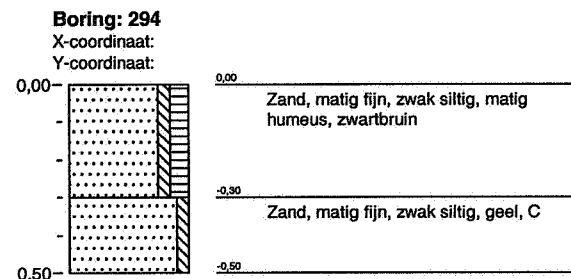 Boring: 294
X-coordinaat:
Y-coordinaat:
0,00
0,00
Zand, matig fijn, zwak siltig, matig
humeus, zwartbruin
-0,30
Zand, matig fijn, zwak siltig, geel, C
0,50
-0,50